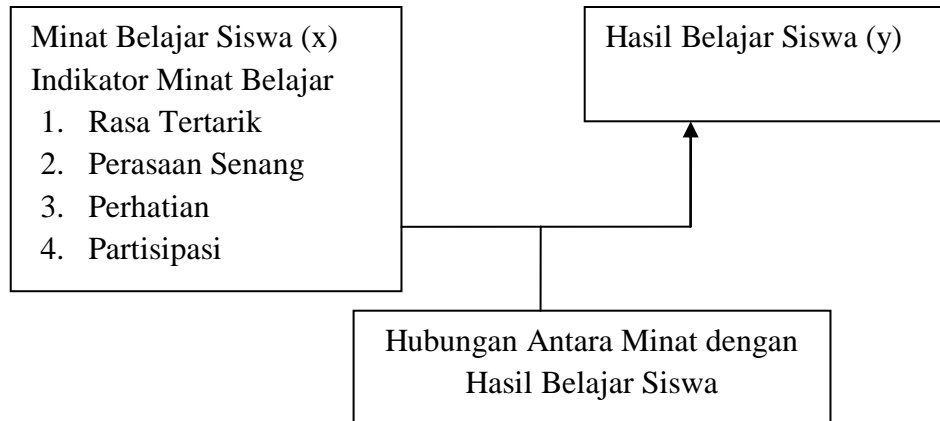 Minat Belajar Siswa (x)
Indikator Minat Belajar
1. Rasa Tertarik
2. Perasaan Senang
3. Perhatian
4. Partisipasi
Hasil Belajar Siswa (y)
Hubungan Antara Minat dengan
Hasil Belajar Siswa